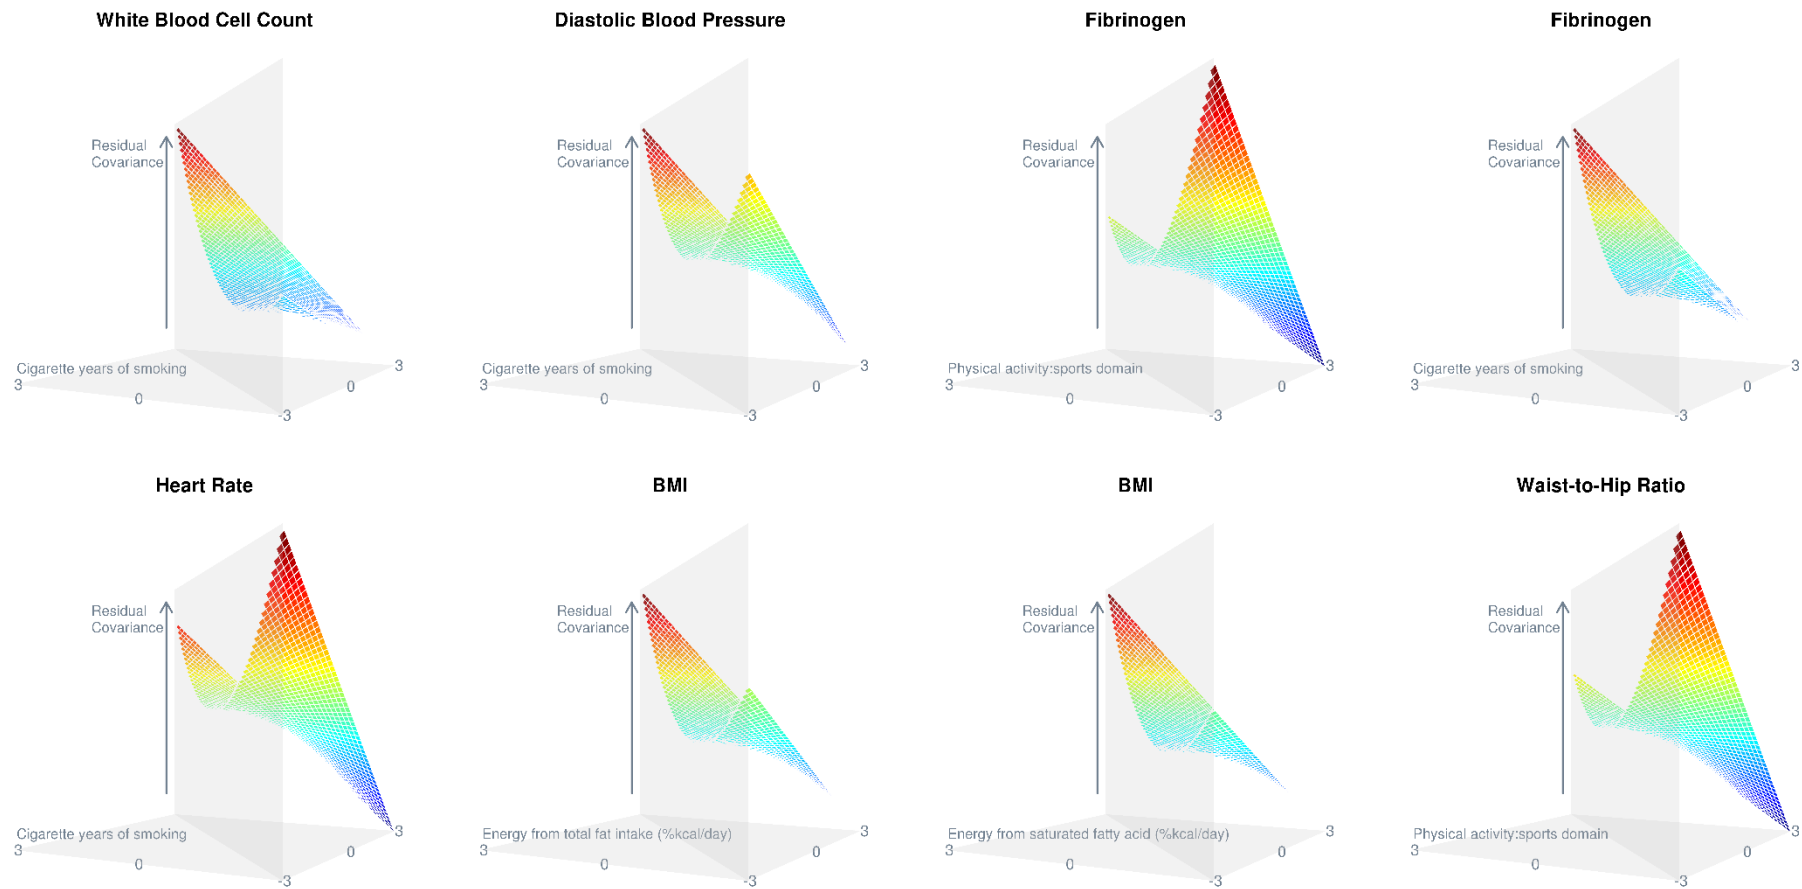 White Blood Cell Count
Residual
Covariance
Cigarette years of smoking
3
0
-3
0
3
Diastolic Blood Pressure
Residual
Covariance
Cigarette years of smoking
3
0
-3
0
3
Fibrinogen
Residual
Covariance
Physical activity:sports domain
3
0
-3
0
3
Fibrinogen
Residual
Covariance
Cigarette years of smoking
3
0
-3
0
3
Heart Rate
Residual
Covariance
Cigarette years of smoking
3
0
-3
0
3
BMI
Residual
Covariance
Energy from total fat intake (%kcal/day)
3
0
-3
0
3
BMI
Residual
Covariance
Energy from saturated fatty acid (%kcal/day)
3
0
-3
0
3
Waist-to-Hip Ratio
Residual
Covariance
Physical activity:sports domain
3
0
-3
0
3